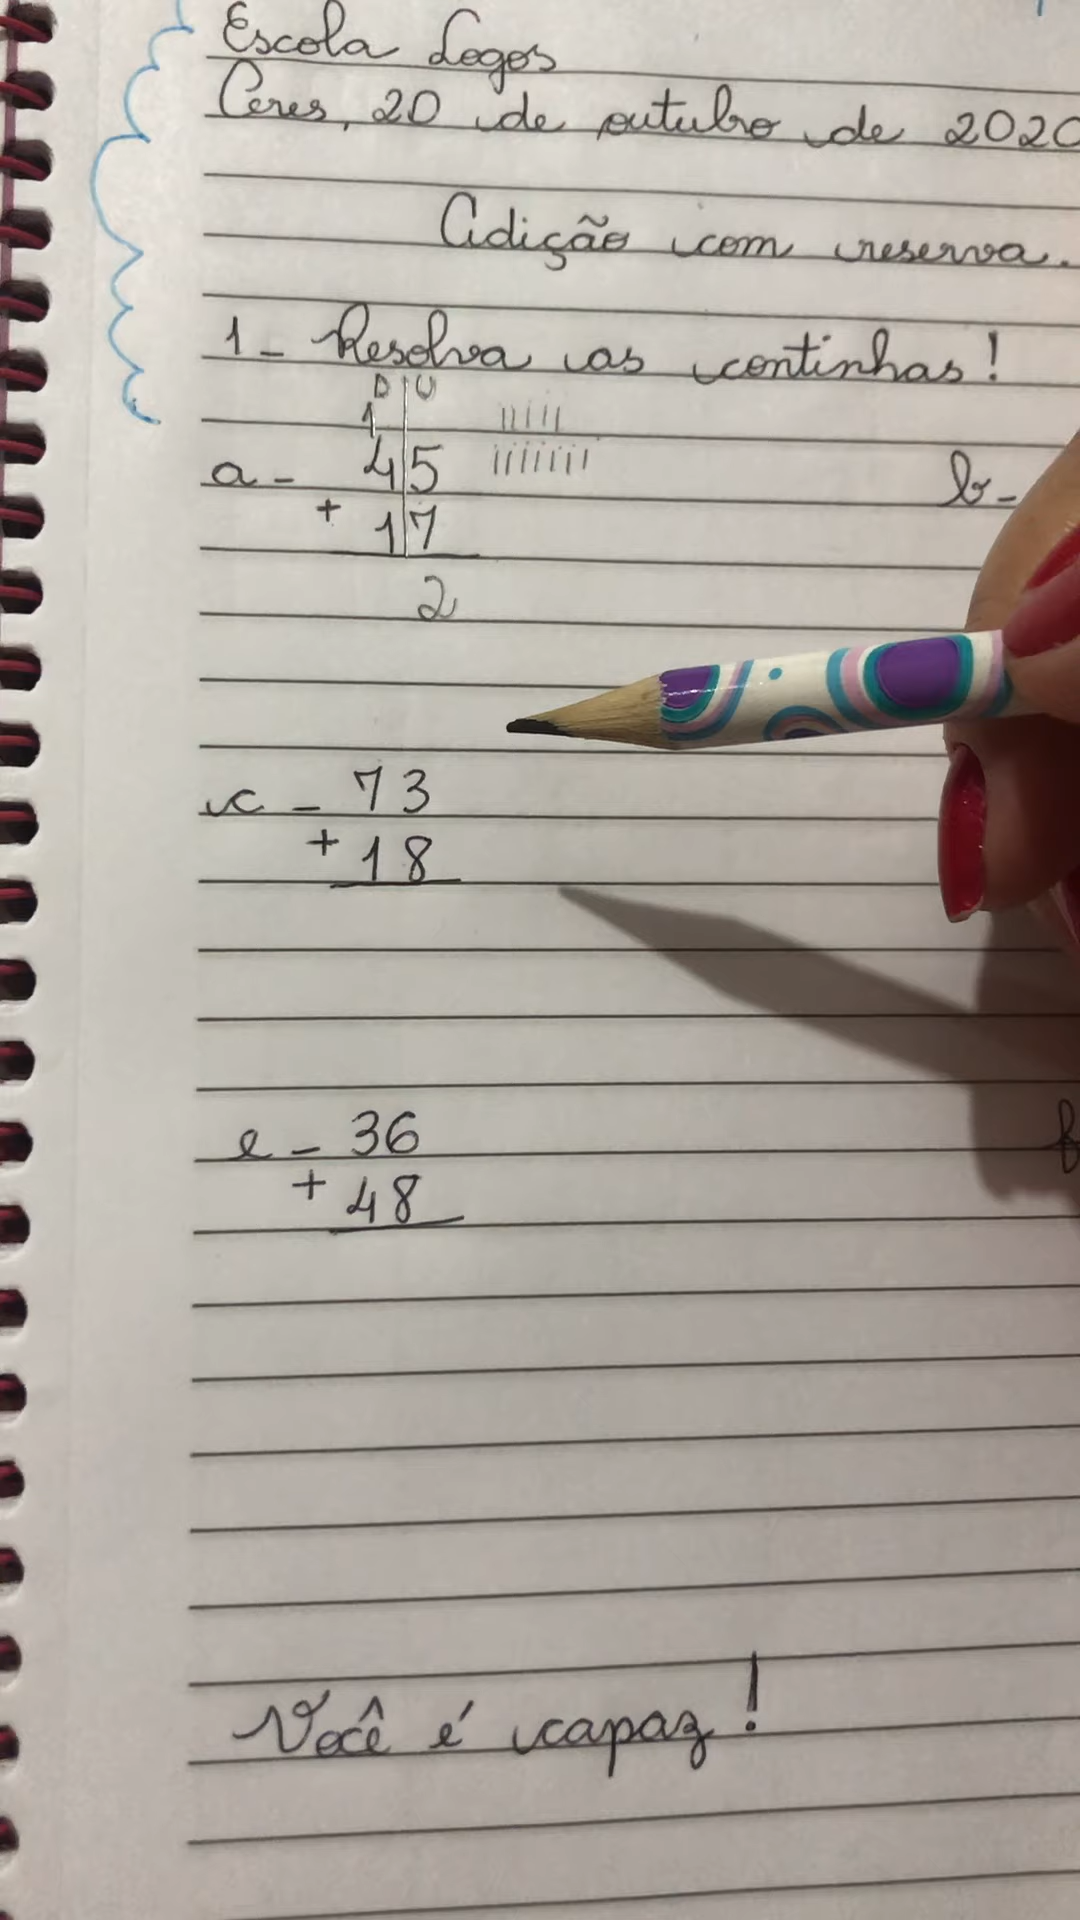 Escola Logos
Ceres, 20 de outubro de 2020
Adição com reserva.
1 - Resolva as continhas!
D U
1
a - 45
b -
+ 17
2
c - 73
+ 18
e - 36
f
+ 48
Você é capaz!